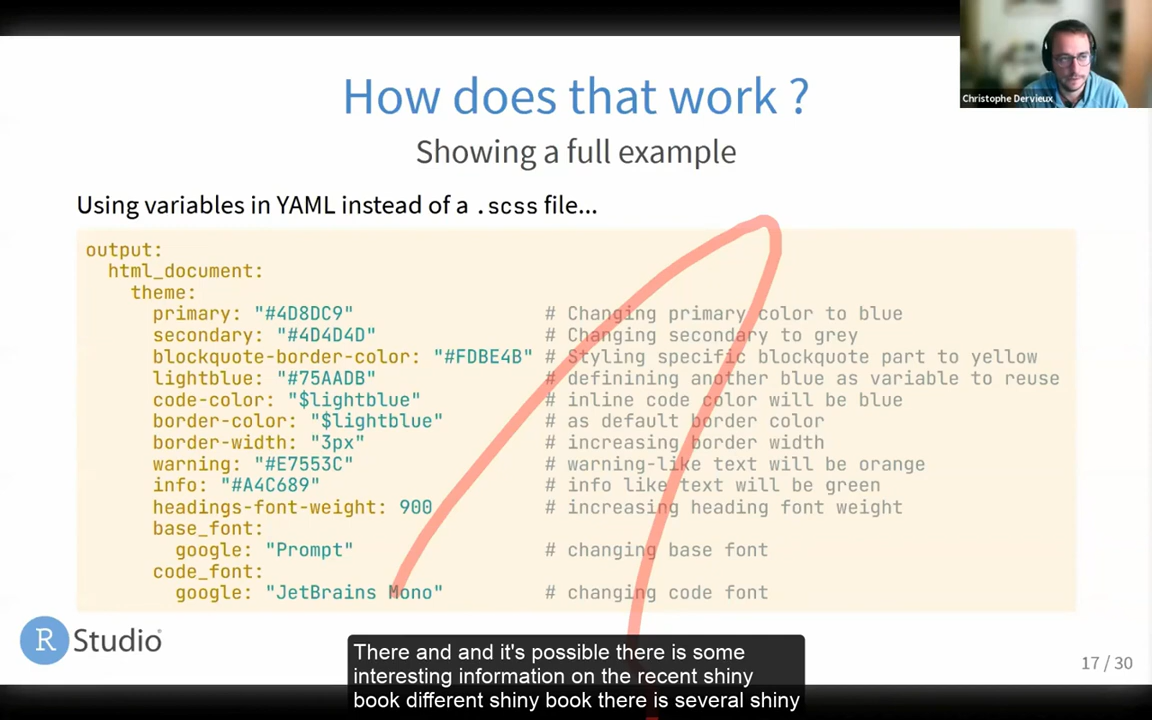 Christophe Dervieux
How does that work ?
Showing a full example
Using variables in YAML instead of a .scss file...
output:
html_document:
theme:
primary: "#4D8DC9" # Changing primary color to blue
secondary: "#4D4D4D" # Changing secondary to grey
blockquote-border-color: "#FDBE4B" # Styling specific blockquote part to yellow
lightblue: "#75AADB" # definining another blue as variable to reuse
code-color: "$lightblue" # inline code color will be blue
border-color: "$lightblue" # as default border color
border-width: "3px" # increasing border width
warning: "#E7553C" # warning-like text will be orange
info: "#A4C689" # info like text will be green
headings-font-weight: 900 # increasing heading font weight
base_font:
google: "Prompt" # changing base font
code_font:
google: "JetBrains Mono" # changing code font
R Studio
There and and it's possible there is some
interesting information on the recent shiny
book different shiny book there is several shiny
17 / 30